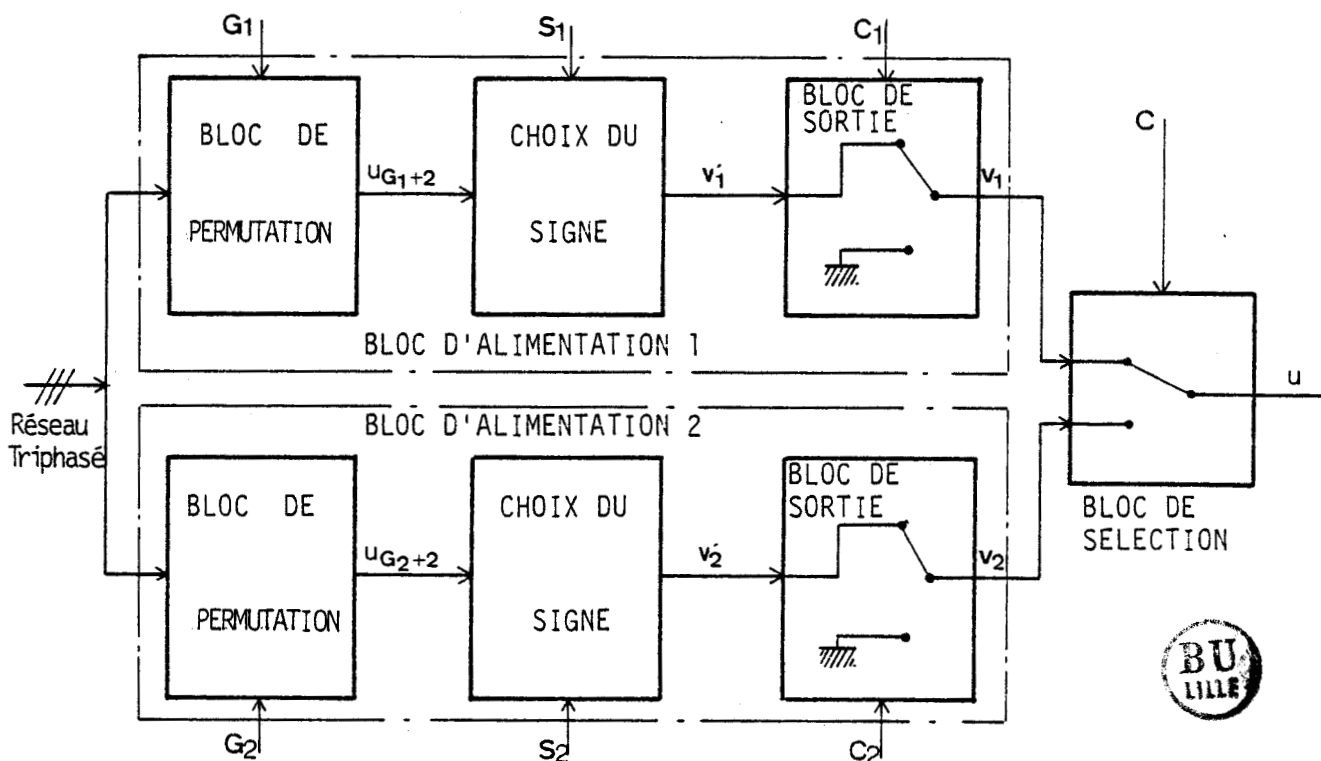 G1
S1
C1
BLOC DE
PERMUTATION
uG1+2
CHOIX DU
SIGNE
v'1
BLOC DE
SORTIE
v1
C
BLOC D'ALIMENTATION 1
Réseau
Triphasé
u
BLOC DE
SELECTION
BLOC D'ALIMENTATION 2
BLOC DE
PERMUTATION
uG2+2
CHOIX DU
SIGNE
v'2
BLOC DE
SORTIE
v2
G2
S2
C2
BU
LILLE